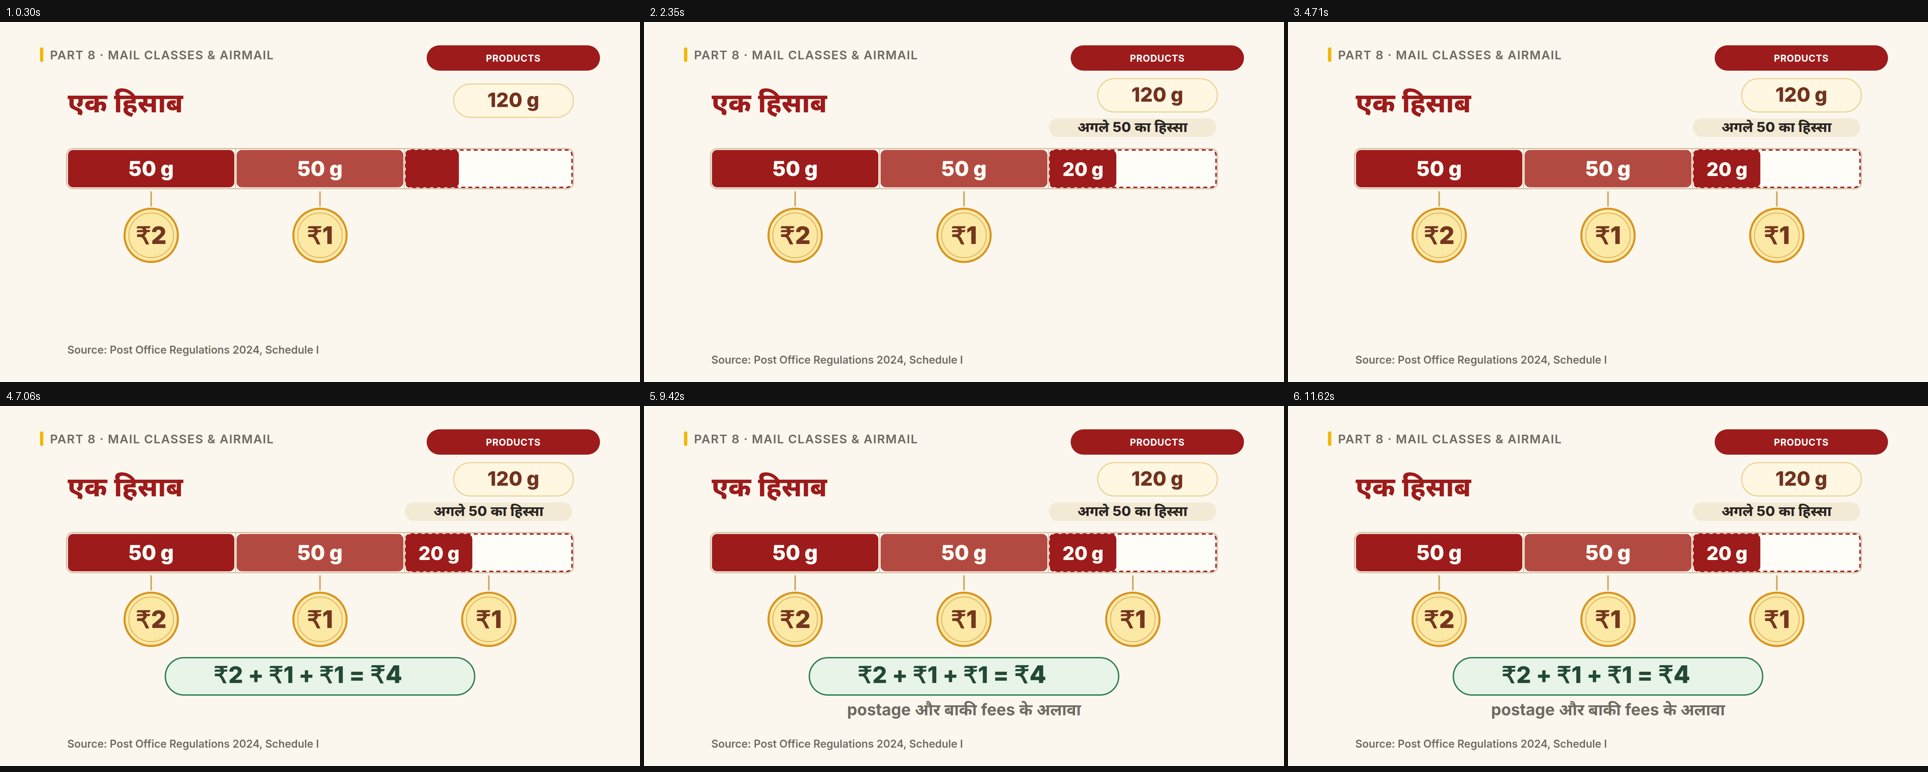 1. 0.30s
PART 8 · MAIL CLASSES & AIRMAIL
PRODUCTS
एक हिसाब
120 g
50 g
50 g
₹2
₹1
Source: Post Office Regulations 2024, Schedule I
2. 2.35s
PART 8 · MAIL CLASSES & AIRMAIL
PRODUCTS
एक हिसाब
120 g
अगले 50 का हिस्सा
50 g
50 g
20 g
₹2
₹1
Source: Post Office Regulations 2024, Schedule I
3. 4.71s
PART 8 · MAIL CLASSES & AIRMAIL
PRODUCTS
एक हिसाब
120 g
अगले 50 का हिस्सा
50 g
50 g
20 g
₹2
₹1
₹1
Source: Post Office Regulations 2024, Schedule I
4. 7.06s
PART 8 · MAIL CLASSES & AIRMAIL
PRODUCTS
एक हिसाब
120 g
अगले 50 का हिस्सा
50 g
50 g
20 g
₹2
₹1
₹1
₹2 + ₹1 + ₹1 = ₹4
Source: Post Office Regulations 2024, Schedule I
5. 9.42s
PART 8 · MAIL CLASSES & AIRMAIL
PRODUCTS
एक हिसाब
120 g
अगले 50 का हिस्सा
50 g
50 g
20 g
₹2
₹1
₹1
₹2 + ₹1 + ₹1 = ₹4
postage और बाकी fees के अलावा
Source: Post Office Regulations 2024, Schedule I
6. 11.62s
PART 8 · MAIL CLASSES & AIRMAIL
PRODUCTS
एक हिसाब
120 g
अगले 50 का हिस्सा
50 g
50 g
20 g
₹2
₹1
₹1
₹2 + ₹1 + ₹1 = ₹4
postage और बाकी fees के अलावा
Source: Post Office Regulations 2024, Schedule I